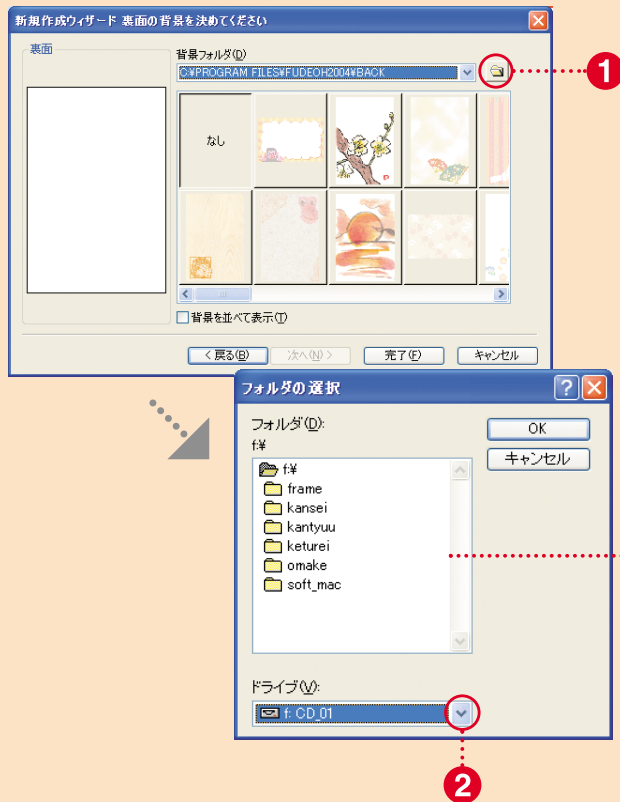 新規作成ウィザード 裏面の背景を決めてください
裏面
背景フォルダ(D)
C:¥PROGRAM FILES¥FUDEOH2004¥BACK
1
なし
背景を並べて表示(T)
< 戻る(B)
次へ(N) >
完了(F)
キャンセル
フォルダの選択
フォルダ(D):
OK
f:¥
キャンセル
f:¥
frame
kansei
kantyuu
keturei
omake
soft_mac
ドライブ(V):
f: CD_01
2